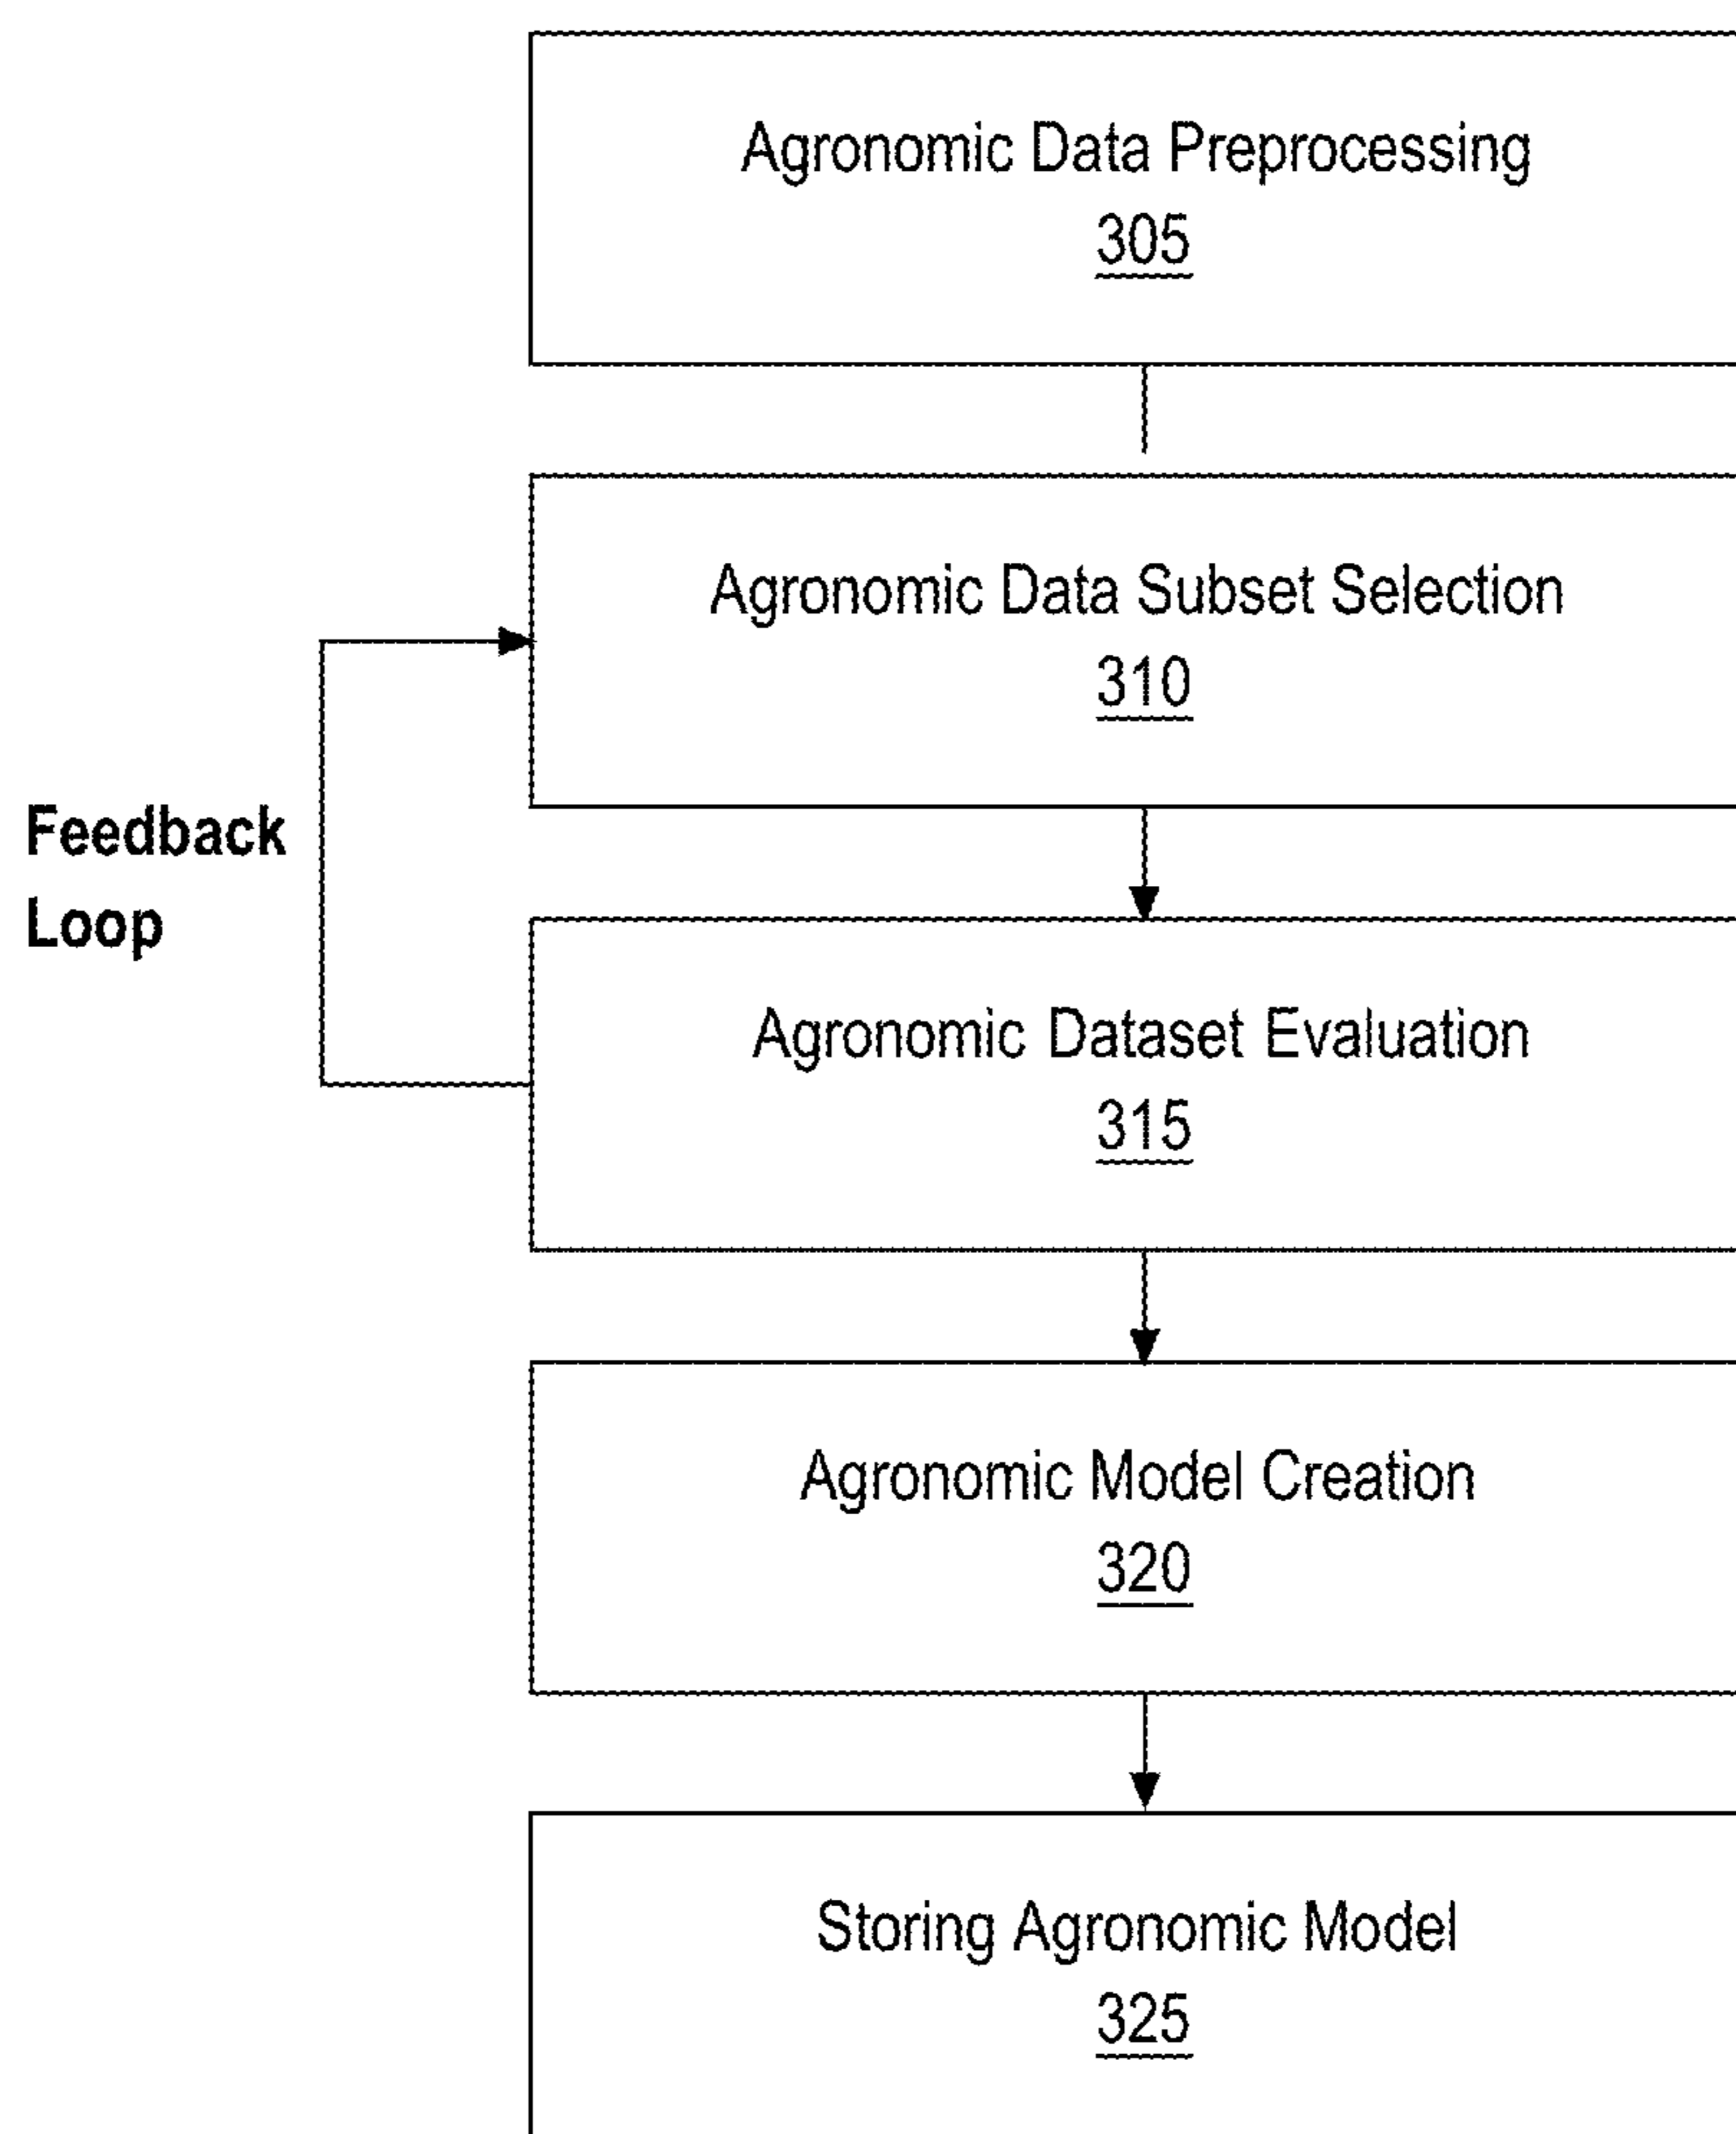 Agronomic Data Preprocessing
305
Agronomic Data Subset Selection
310
Feedback
Loop
Agronomic Dataset Evaluation
315
Agronomic Model Creation
320
Storing Agronomic Model
325